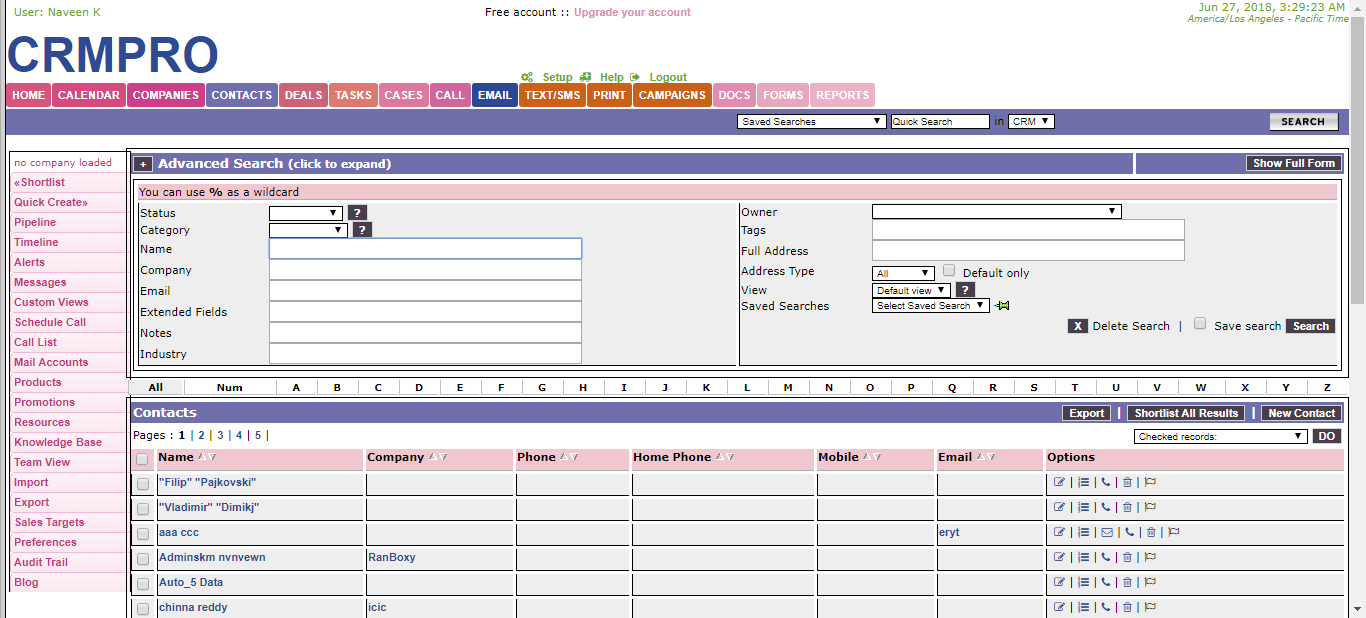 User: Naveen K
Free account :: Upgrade your account
Jun 27, 2018, 3:29:23 AM
America/Los Angeles - Pacific Time
CRMPRO
Setup Help Logout
HOME CALENDAR COMPANIES CONTACTS DEALS TASKS CASES CALL EMAIL TEXT/SMS PRINT CAMPAIGNS DOCS FORMS REPORTS
Saved Searches Quick Search in CRM SEARCH
no company loaded
«Shortlist
Quick Create»
Pipeline
Timeline
Alerts
Messages
Custom Views
Schedule Call
Call List
Mail Accounts
Products
Promotions
Resources
Knowledge Base
Team View
Import
Export
Sales Targets
Preferences
Audit Trail
Blog
+ Advanced Search (click to expand) Show Full Form
You can use % as a wildcard
Status ?
Category ?
Name
Company
Email
Extended Fields
Notes
Industry
Owner
Tags
Full Address
Address Type All Default only
View Default view ?
Saved Searches Select Saved Search
X Delete Search | Save search Search
All Num A B C D E F G H I J K L M N O P Q R S T U V W X Y Z
Contacts Export | Shortlist All Results | New Contact
Pages : 1 | 2 | 3 | 4 | 5 |
Checked records: DO
Name Company Phone Home Phone Mobile Email Options
"Filip" "Pajkovski" | | | |
"Vladimir" "Dimikj" | | | |
aaa ccc eryt | | | | |
Adminskm nvnvewn RanBoxy | | | |
Auto_5 Data | | | |
chinna reddy icic | | | |